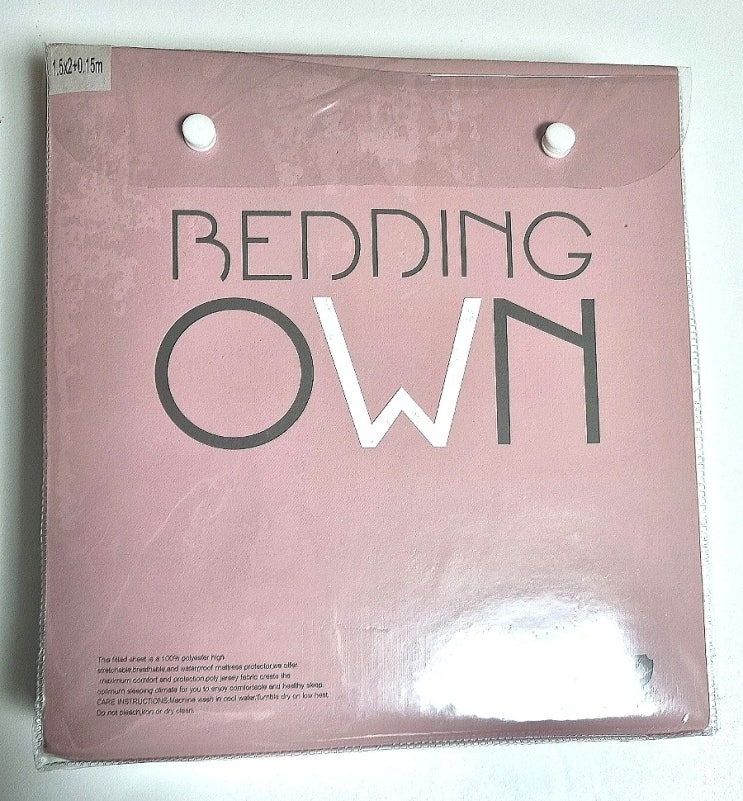 1.5x2+0.15m
BEDDING
OWN
This fitted sheet is a 100% polyester high
stretchable,breathable,and waterproof mattress protector,we offer
maximum comfort and protection.poly jersey fabric create the
optimum sleeping climate for you to enjoy comfortable and healthy sleep.
CARE INSTRUCTIONS:Machine wash in cool water,Tumble dry on low heat.
Do not bleach,Iron or dry clean.